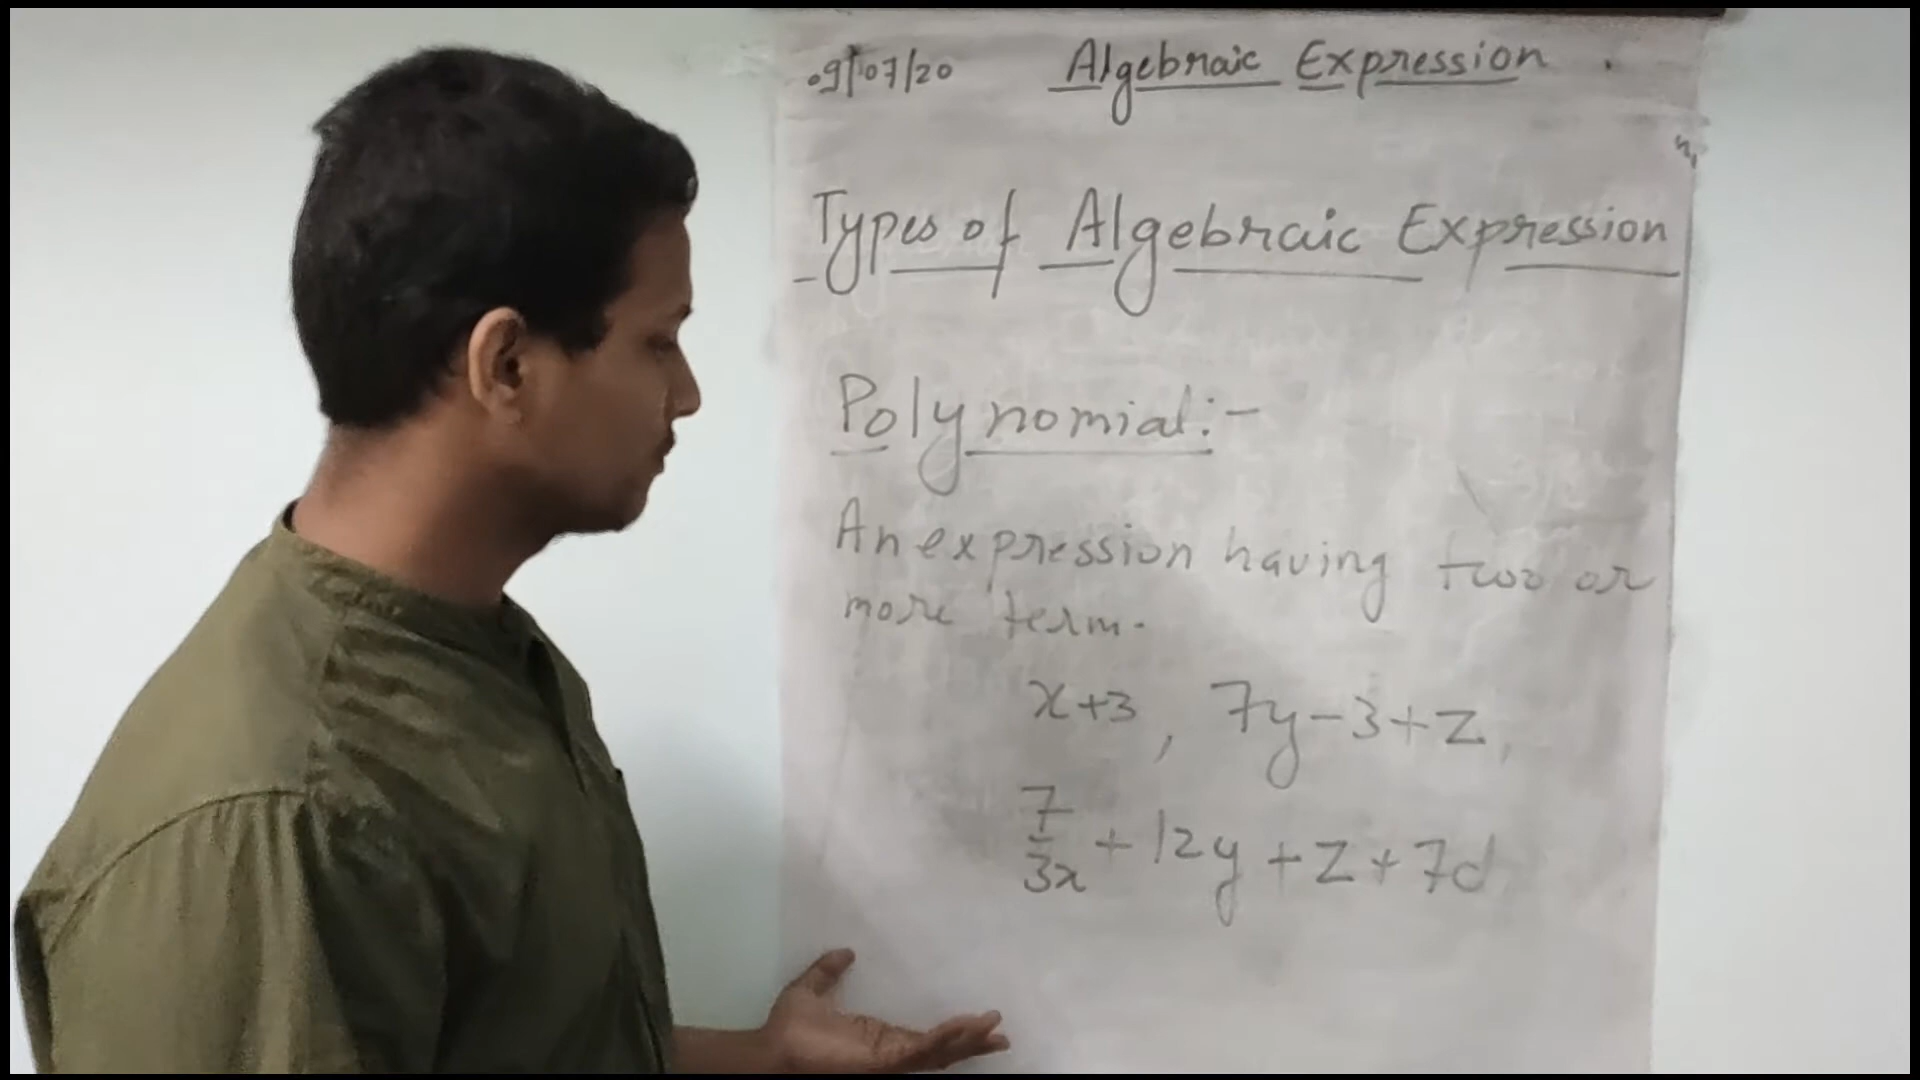 09/07/20 Algebraic Expression.
Types of Algebraic Expression
Polynomial:-
An expression having two or
more term.
x+3, 7y-3+z,
7/3x + 12y + z + 7d